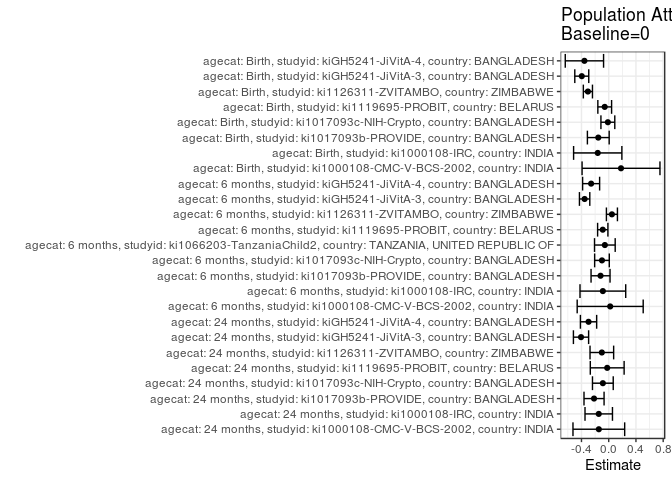 Population Att
Baseline=0
agecat: Birth, studyid: kiGH5241-JiVitA-4, country: BANGLADESH
agecat: Birth, studyid: kiGH5241-JiVitA-3, country: BANGLADESH
agecat: Birth, studyid: ki1126311-ZVITAMBO, country: ZIMBABWE
agecat: Birth, studyid: ki1119695-PROBIT, country: BELARUS
agecat: Birth, studyid: ki1017093c-NIH-Crypto, country: BANGLADESH
agecat: Birth, studyid: ki1017093b-PROVIDE, country: BANGLADESH
agecat: Birth, studyid: ki1000108-IRC, country: INDIA
agecat: Birth, studyid: ki1000108-CMC-V-BCS-2002, country: INDIA
agecat: 6 months, studyid: kiGH5241-JiVitA-4, country: BANGLADESH
agecat: 6 months, studyid: kiGH5241-JiVitA-3, country: BANGLADESH
agecat: 6 months, studyid: ki1126311-ZVITAMBO, country: ZIMBABWE
agecat: 6 months, studyid: ki1119695-PROBIT, country: BELARUS
agecat: 6 months, studyid: ki1066203-TanzaniaChild2, country: TANZANIA, UNITED REPUBLIC OF
agecat: 6 months, studyid: ki1017093c-NIH-Crypto, country: BANGLADESH
agecat: 6 months, studyid: ki1017093b-PROVIDE, country: BANGLADESH
agecat: 6 months, studyid: ki1000108-IRC, country: INDIA
agecat: 6 months, studyid: ki1000108-CMC-V-BCS-2002, country: INDIA
agecat: 24 months, studyid: kiGH5241-JiVitA-4, country: BANGLADESH
agecat: 24 months, studyid: kiGH5241-JiVitA-3, country: BANGLADESH
agecat: 24 months, studyid: ki1126311-ZVITAMBO, country: ZIMBABWE
agecat: 24 months, studyid: ki1119695-PROBIT, country: BELARUS
agecat: 24 months, studyid: ki1017093c-NIH-Crypto, country: BANGLADESH
agecat: 24 months, studyid: ki1017093b-PROVIDE, country: BANGLADESH
agecat: 24 months, studyid: ki1000108-IRC, country: INDIA
agecat: 24 months, studyid: ki1000108-CMC-V-BCS-2002, country: INDIA
-0.4 0.0 0.4 0.8
Estimate